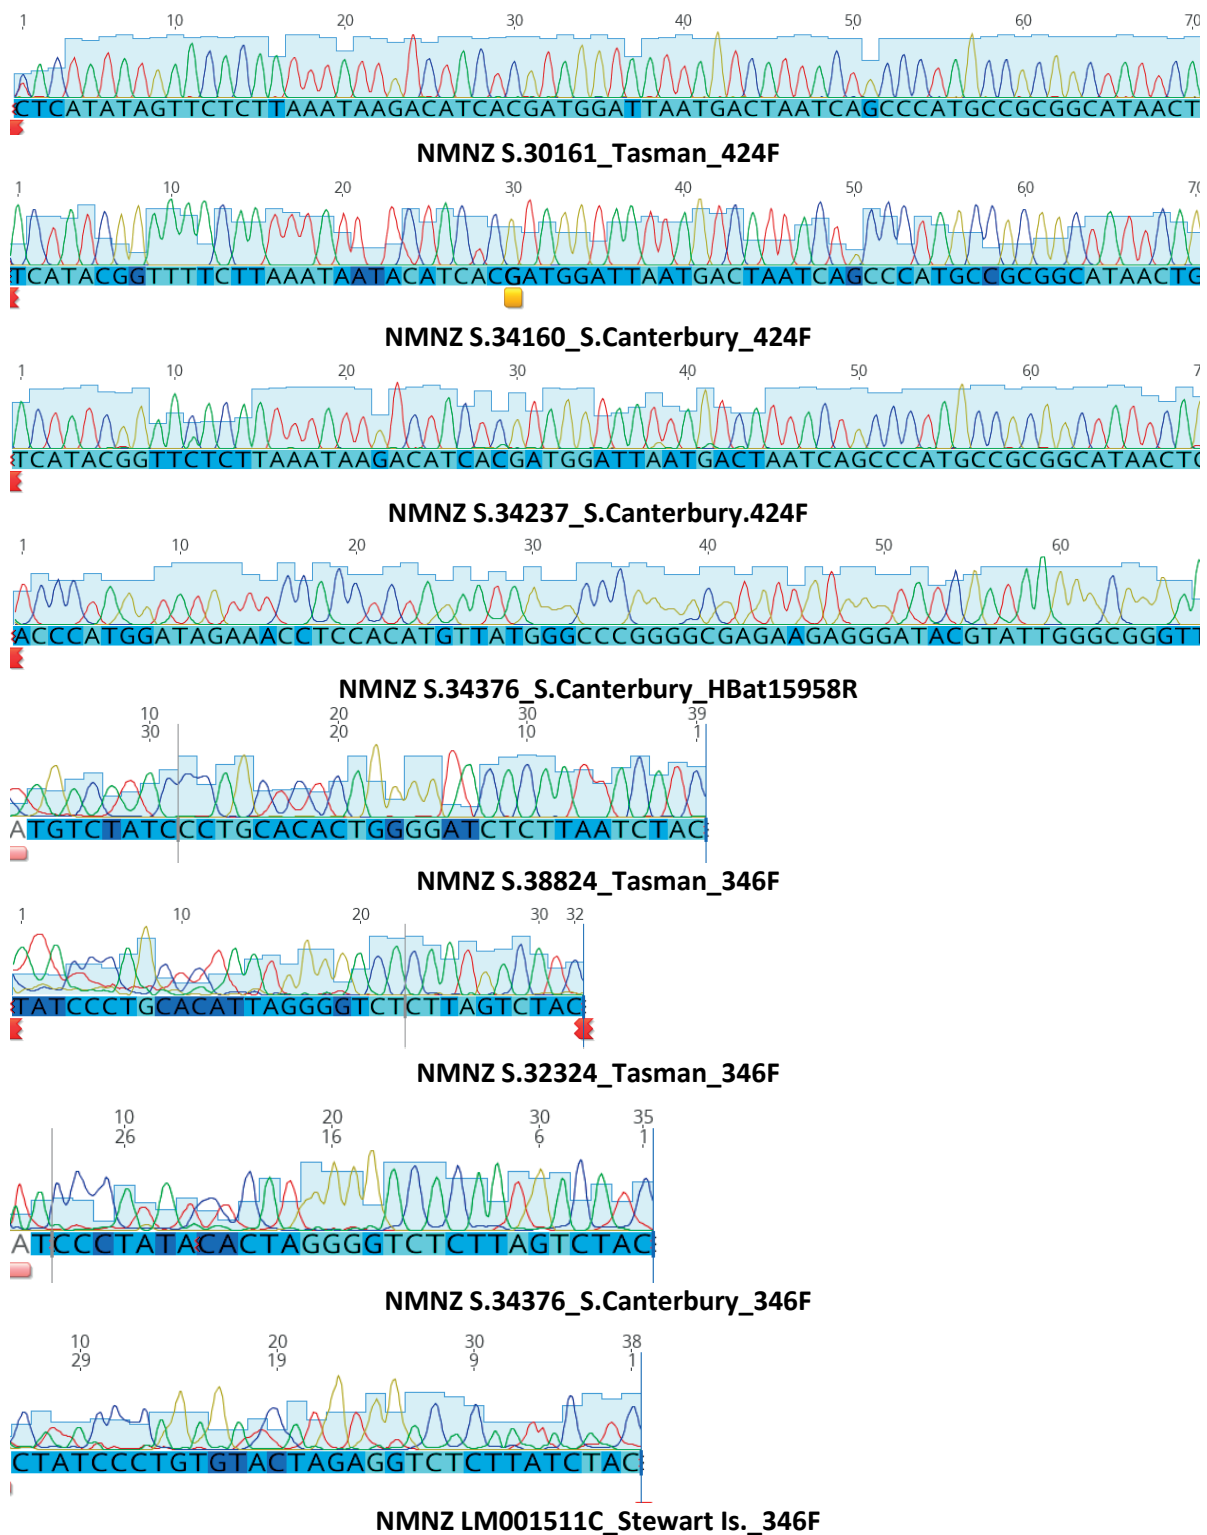 1 10 20 30 40 50 60 70
CTCATATAGTTCTCTTAAATAAGACATCACGATGGATTAATGACTAATCAGCCCATGCCGCGGCATAACT
NMNZ S.30161_Tasman_424F
1 10 20 30 40 50 60 70
TCATACGGTTTTCTTAAATAATACATCACGATGGATTAATGACTAATCAGCCCATGCCGCGGCATAACTG
NMNZ S.34160_S.Canterbury_424F
1 10 20 30 40 50 60 7
TCATACGGTTCTCTTAAATAAGACATCACGATGGATTAATGACTAATCAGCCCATGCCGCGGCATAACTG
NMNZ S.34237_S.Canterbury.424F
1 10 20 30 40 50 60
ACCCATGGATAGAAACCTCCACATGTTATGGGCCCGGGGCGAGAAGAGGGATACGTATTGGGCGGGTT
NMNZ S.34376_S.Canterbury_HBat15958R
10 20 30 39
30 20 10 1
ATGTCTATCCCTGCACACTGGGGATCTCTTAATCTAC
NMNZ S.38824_Tasman_346F
1 10 20 30 32
TATCCCTGCACATTAGGGGTCTCTTAGTCTAC
NMNZ S.32324_Tasman_346F
10 20 30 35
26 16 6 1
ATCCCTATACACTAGGGGTCTCTTAGTCTAC
NMNZ S.34376_S.Canterbury_346F
10 20 30 38
29 19 9 1
CTATCCCTGTGTACTAGAGGTCTCTTATCTAC
NMNZ LM001511C_Stewart Is._346F